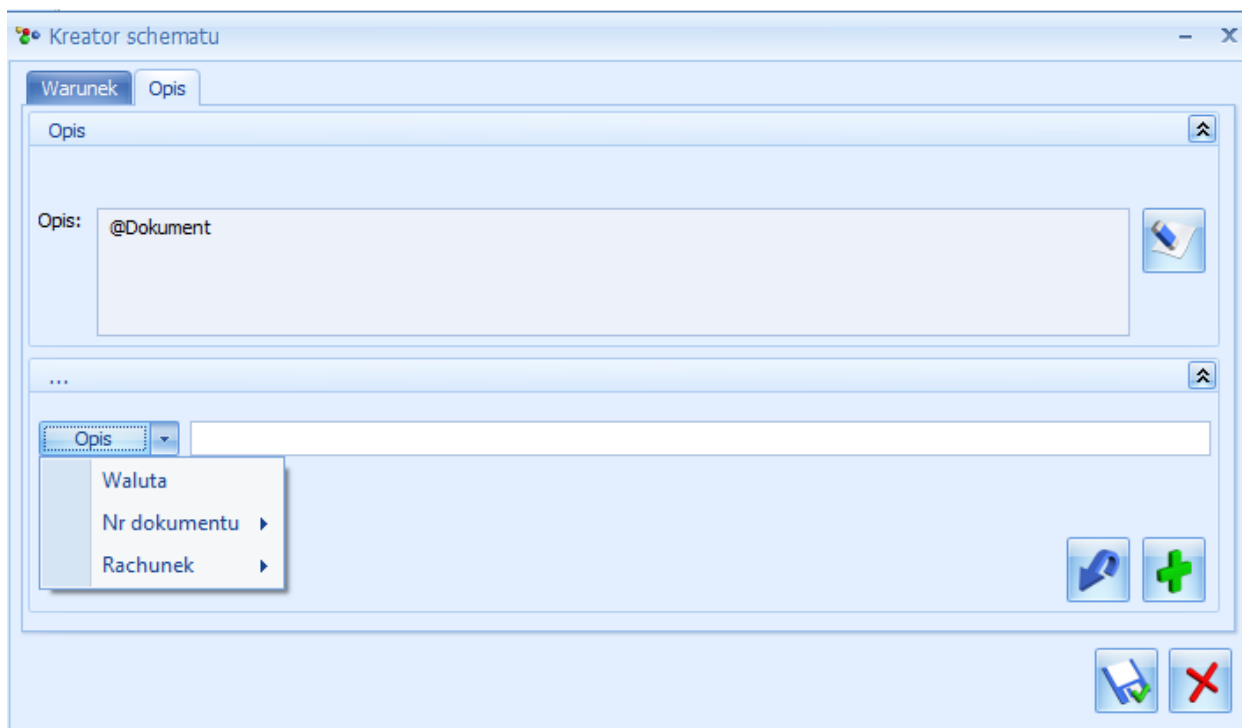 Kreator schematu
Warunek Opis
Opis
Opis: @Dokument
...
Opis
Waluta
Nr dokumentu
Rachunek